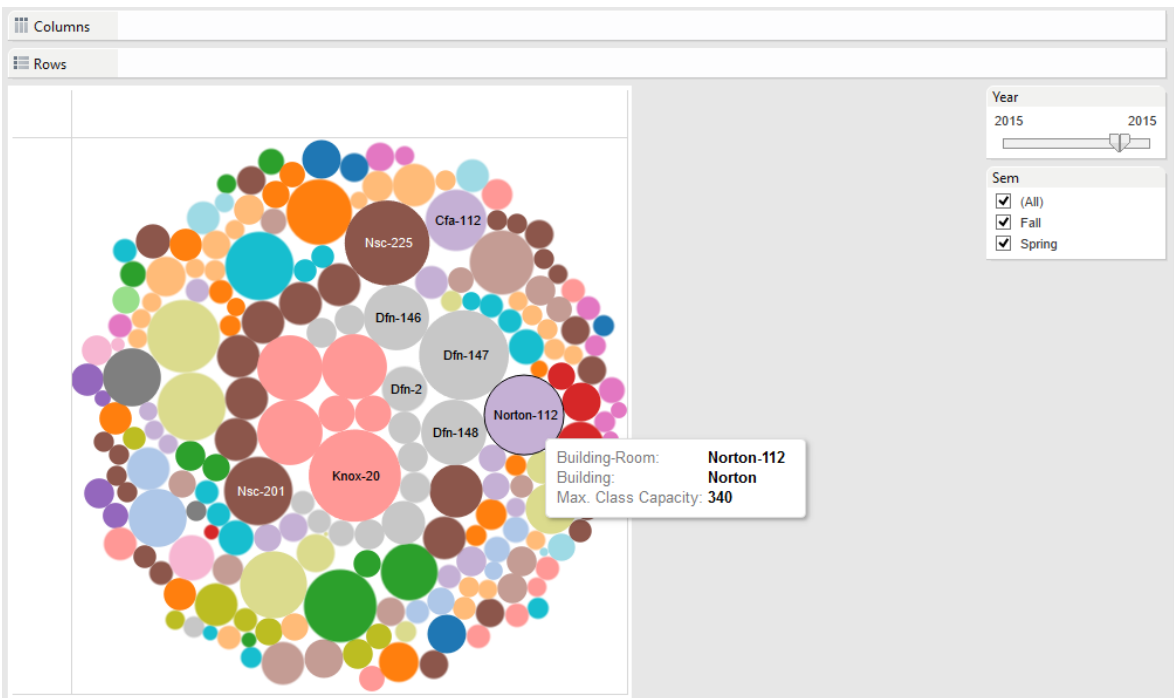 Columns
Rows
Year
2015 2015
Sem
(All)
Fall
Spring
Cfa-112
Nsc-225
Dfn-146
Dfn-147
Dfn-2
Norton-112
Dfn-148
Knox-20
Nsc-201
Building-Room: Norton-112
Building: Norton
Max. Class Capacity: 340